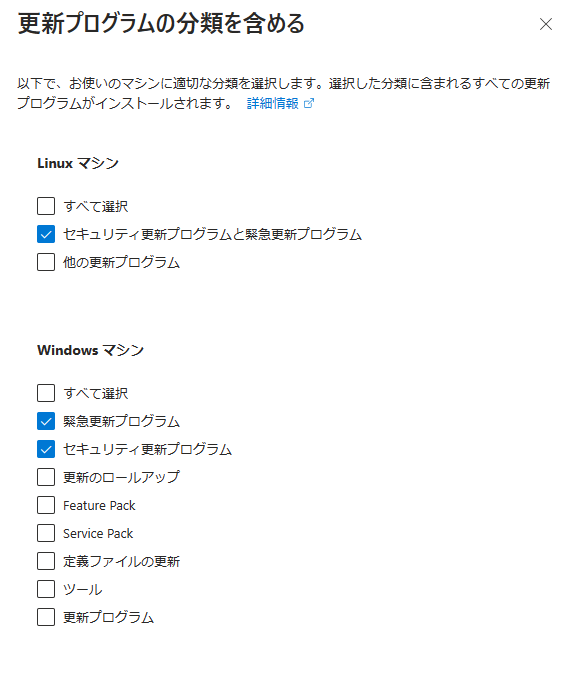 更新プログラムの分類を含める
以下で、お使いのマシンに適切な分類を選択します。選択した分類に含まれるすべての更新
プログラムがインストールされます。 詳細情報
Linux マシン
すべて選択
セキュリティ更新プログラムと緊急更新プログラム
他の更新プログラム
Windows マシン
すべて選択
緊急更新プログラム
セキュリティ更新プログラム
更新のロールアップ
Feature Pack
Service Pack
定義ファイルの更新
ツール
更新プログラム